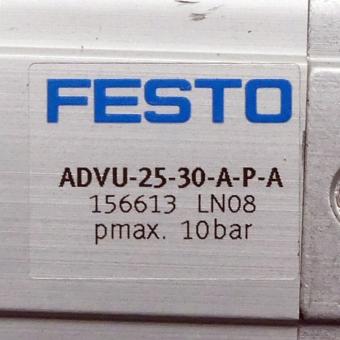 FESTO
ADVU-25-30-A-P-A
156613 LN08
pmax. 10bar